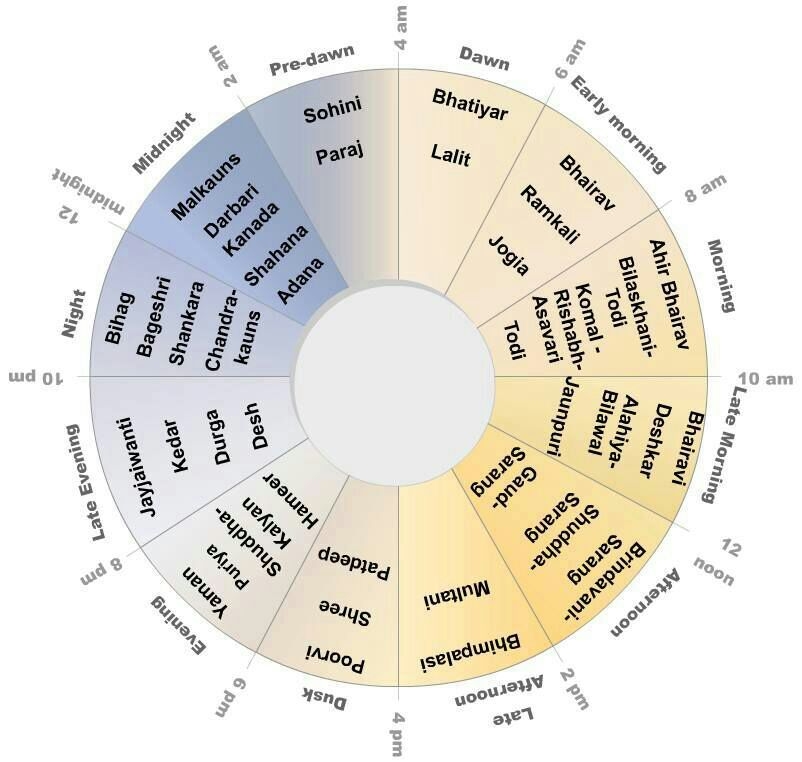 4 am
Dawn
Bhatiyar
Lalit
6 am
Early morning
Bhairav
Ramkali
Jogia
8 am
Morning
Ahir Bhairav
Bilaskhani-
Todi
Komal -
Rishabh-
Asavari
Todi
10 am
Late Morning
Bhairavi
Deshkar
Alahiya-
Bilawal
Jaunpuri
12
noon
Afternoon
Brindavani-
Sarang
Shuddha-
Sarang
Gaud-
Sarang
2 pm
Late
Afternoon
Bhimpalasi
Multani
4 pm
Dusk
Poorvi
Shree
Patdeep
6 pm
Evening
Yaman
Puriya
Shuddha-
Kalyan
Hameer
8 pm
Late Evening
Jayjaiwanti
Kedar
Durga
Desh
10 pm
Night
Bihag
Bageshri
Shankara
Chandra-
kauns
12
midnight
Midnight
Malkauns
Darbari
Kanada
Shahana
Adana
2 am
Pre-dawn
Sohini
Paraj